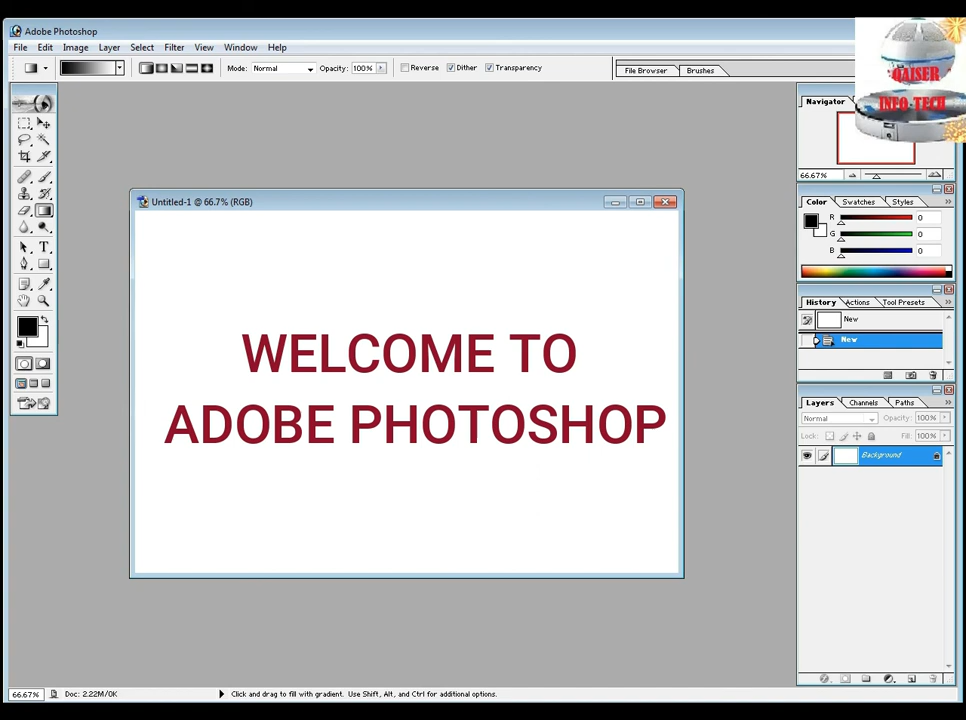 Adobe Photoshop
File Edit Image Layer Select Filter View Window Help
Mode: Normal Opacity: 100% Reverse Dither Transparency
File Browser Brushes
QAISER
INFO TECH
Navigator
66.67%
Color Swatches Styles
R 0
G 0
B 0
History Actions Tool Presets
New
New
Layers Channels Paths
Normal Opacity: 100%
Lock: Fill: 100%
Background
Untitled-1 @ 66.7% (RGB)
WELCOME TO
ADOBE PHOTOSHOP
T
66.67% Doc: 2.22M/0K Click and drag to fill with gradient. Use Shift, Alt, and Ctrl for additional options.